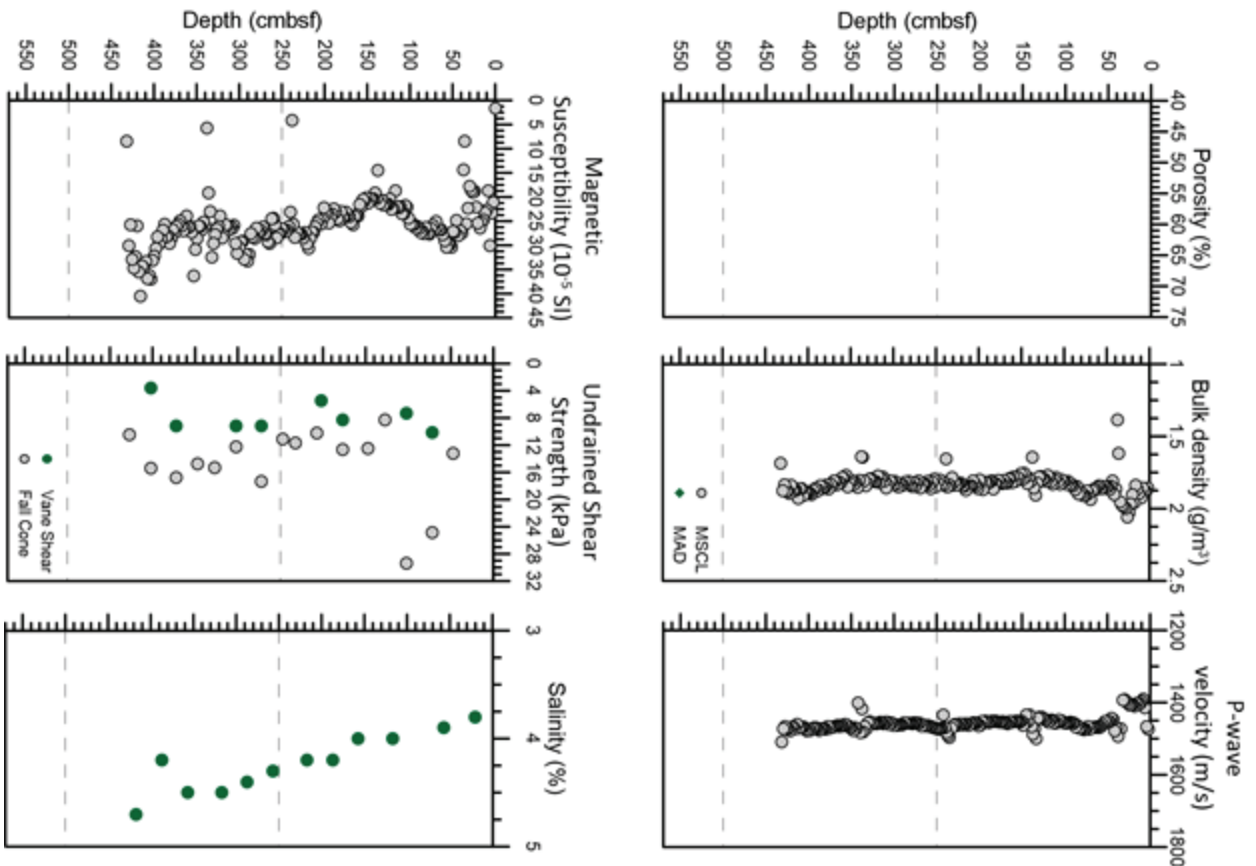 Porosity (%)
40 45 50 55 60 65 70 75
Bulk density (g/m³)
1 1.5 2 2.5
P-wave
velocity (m/s)
1200 1400 1600 1800
Depth (cmbsf)
0
50
100
150
200
250
300
350
400
450
500
550
MSCL
MAD
Magnetic
Susceptibility (10⁻⁵ SI)
0 5 10 15 20 25 30 35 40 45
Undrained Shear
Strength (kPa)
0 4 8 12 16 20 24 28 32
Salinity (%)
3 4 5
Depth (cmbsf)
0
50
100
150
200
250
300
350
400
450
500
550
Vane Shear
Fall Cone